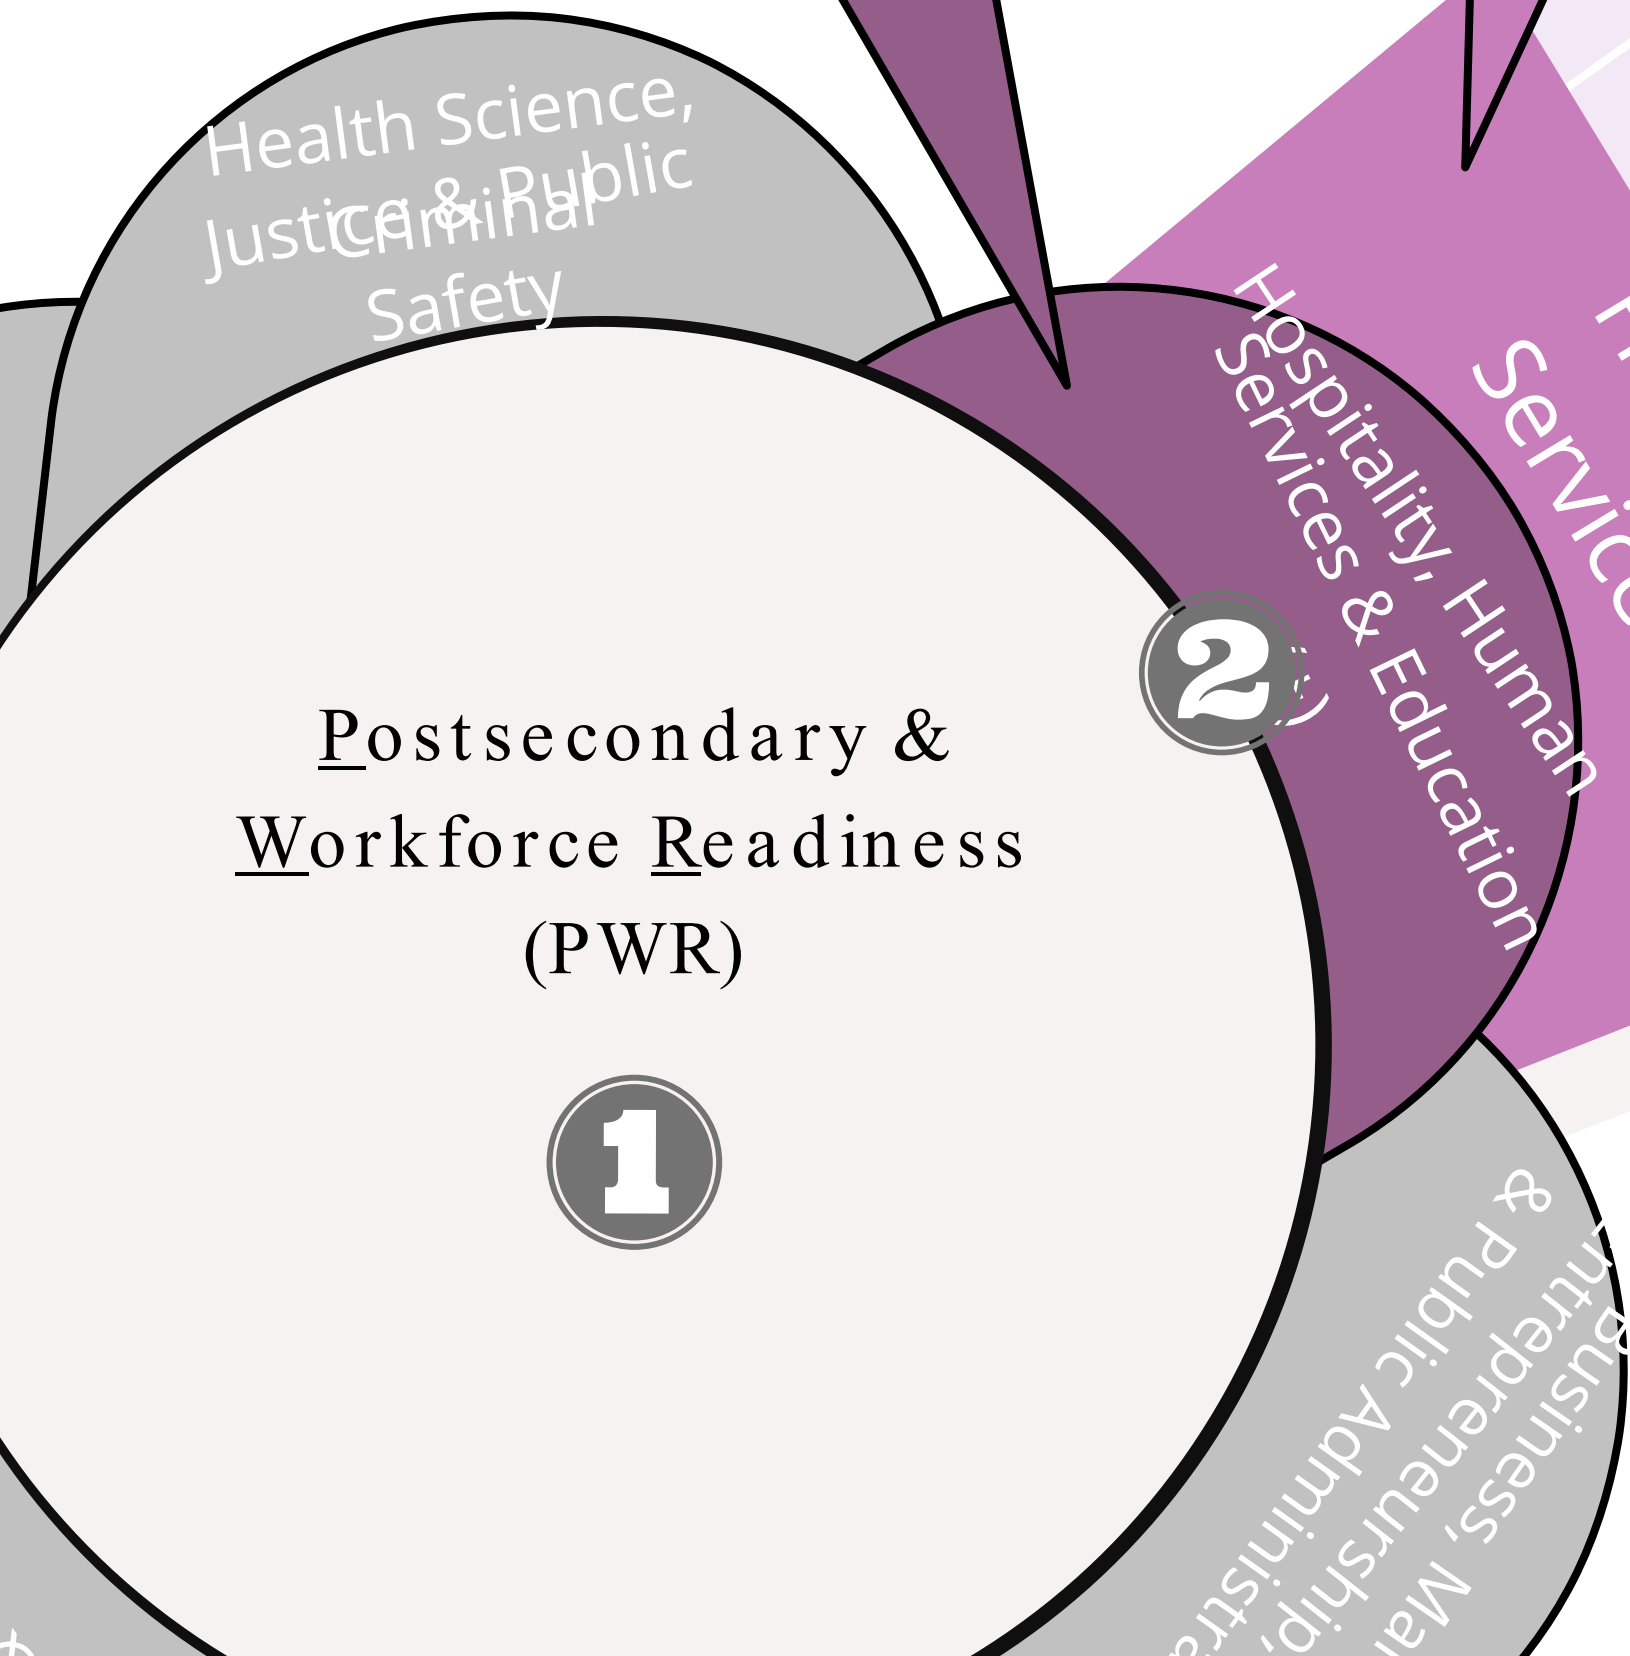 Health Science,
Criminal
Justice & Public
Safety
Hospitality, Human
Services & Education
Servic
2
Postsecondary &
Workforce Readiness
(PWR)
1
Business, Mar
Entrepreneurship,
& Public Administra
&